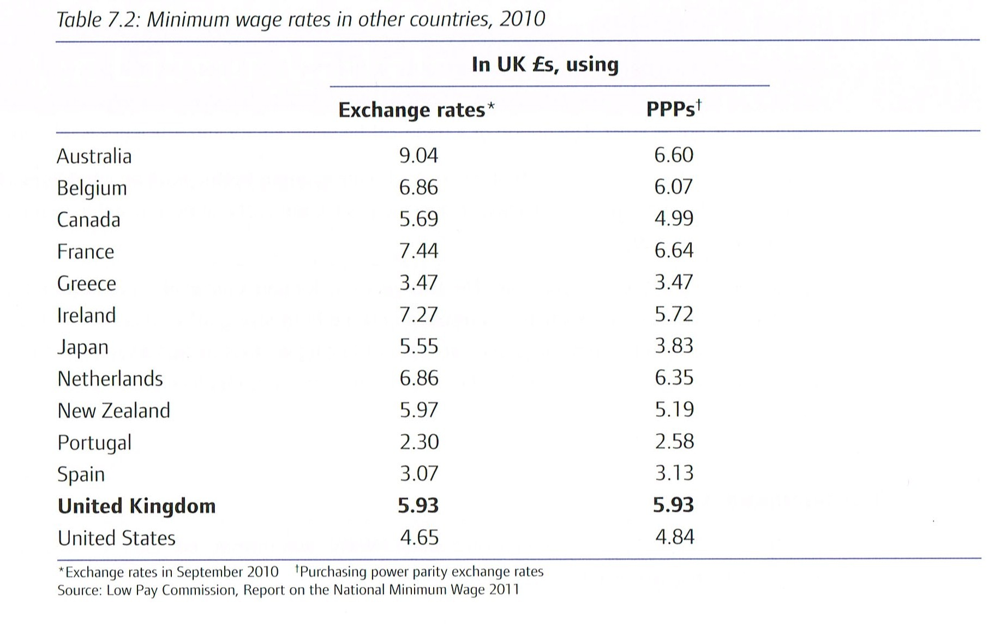 Table 7.2: Minimum wage rates in other countries, 2010
In UK £s, using
Exchange rates* PPPs†
Australia 9.04 6.60
Belgium 6.86 6.07
Canada 5.69 4.99
France 7.44 6.64
Greece 3.47 3.47
Ireland 7.27 5.72
Japan 5.55 3.83
Netherlands 6.86 6.35
New Zealand 5.97 5.19
Portugal 2.30 2.58
Spain 3.07 3.13
United Kingdom 5.93 5.93
United States 4.65 4.84
*Exchange rates in September 2010 †Purchasing power parity exchange rates
Source: Low Pay Commission, Report on the National Minimum Wage 2011